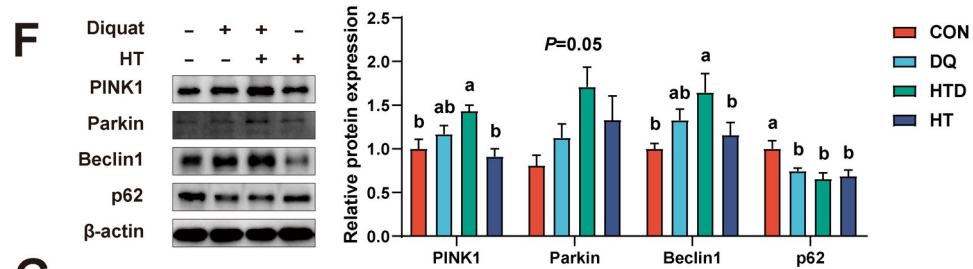 F
Diquat - + + -
HT - - + +
PINK1
Parkin
Beclin1
p62
β-actin
Relative protein expression
2.5
2.0
1.5
1.0
0.5
0.0
b ab a b
P=0.05
b ab a b
a b b b
PINK1 Parkin Beclin1 p62
CON
DQ
HTD
HT